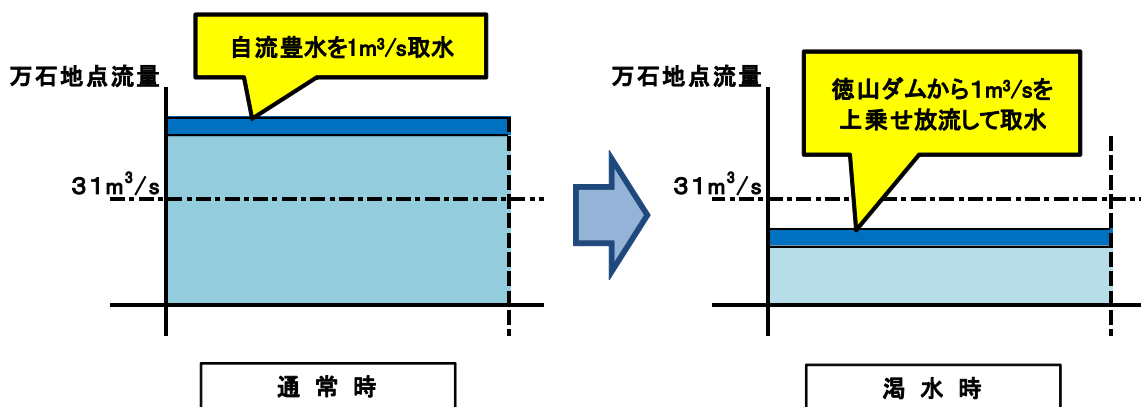 自流豊水を1m³/s取水
万石地点流量
31m³/s
通常時
徳山ダムから1m³/sを
上乗せ放流して取水
万石地点流量
31m³/s
渇水時